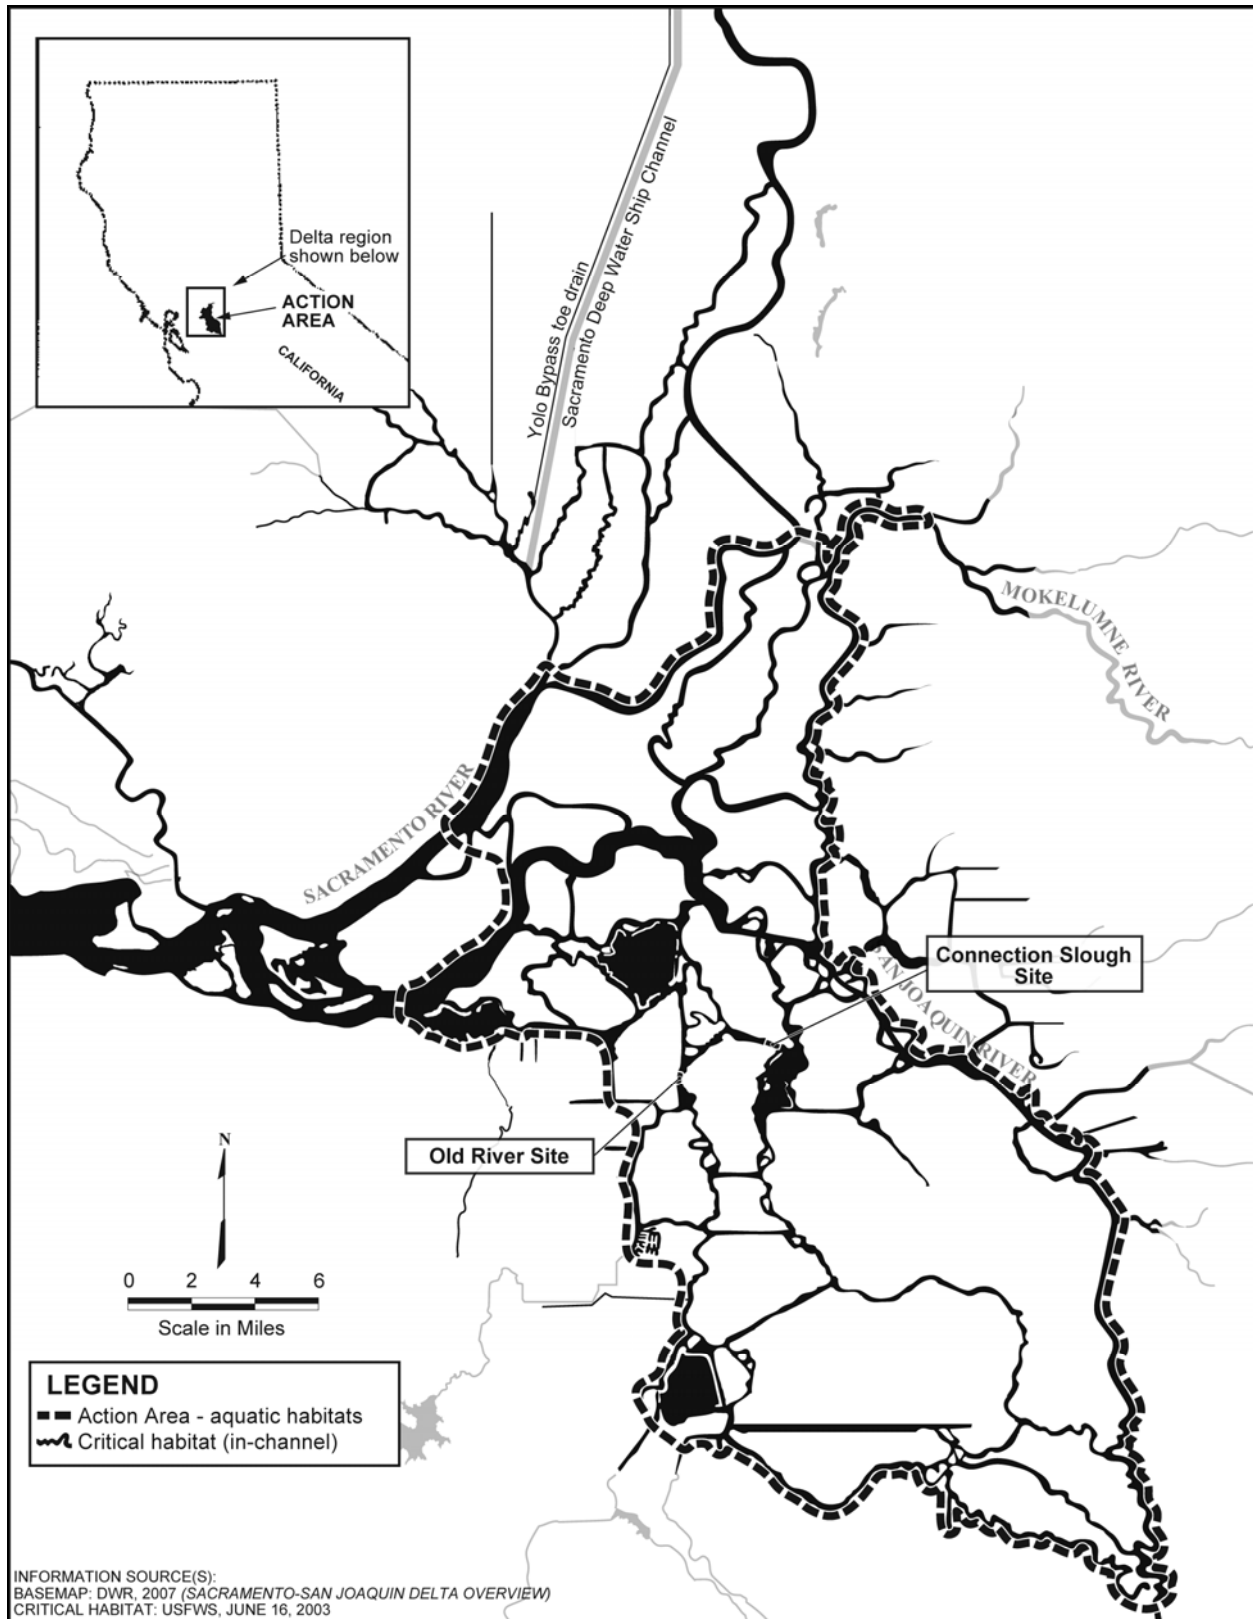 Delta region
shown below
ACTION
AREA
CALIFORNIA
Yolo Bypass toe drain
Sacramento Deep Water Ship Channel
MOKELUMNE RIVER
SACRAMENTO RIVER
Connection Slough
Site
SAN JOAQUIN RIVER
Old River Site
N
0 2 4 6
Scale in Miles
LEGEND
Action Area - aquatic habitats
Critical habitat (in-channel)
INFORMATION SOURCE(S):
BASEMAP: DWR, 2007 (SACRAMENTO-SAN JOAQUIN DELTA OVERVIEW)
CRITICAL HABITAT: USFWS, JUNE 16, 2003